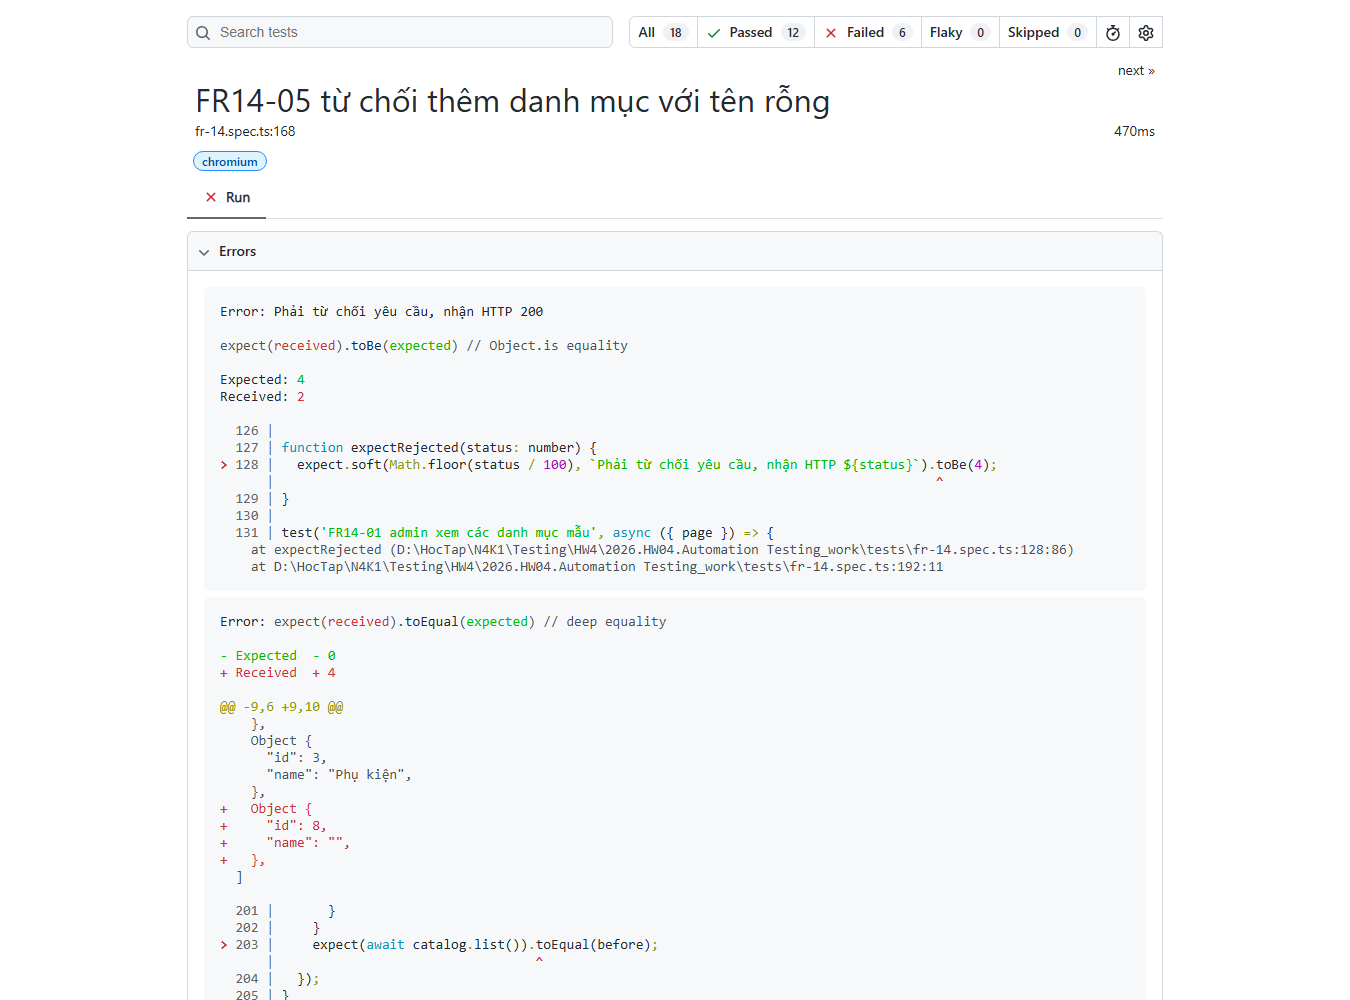 Search tests
All 18 Passed 12 Failed 6 Flaky 0 Skipped 0
next »
FR14-05 từ chối thêm danh mục với tên rỗng
fr-14.spec.ts:168
470ms
chromium
Run
Errors
Error: Phải từ chối yêu cầu, nhận HTTP 200
expect(received).toBe(expected) // Object.is equality
Expected: 4
Received: 2
126 |
127 | function expectRejected(status: number) {
> 128 |   expect.soft(Math.floor(status / 100), `Phải từ chối yêu cầu, nhận HTTP ${status}`).toBe(4);
|                                                                                      ^
129 | }
130 |
131 | test('FR14-01 admin xem các danh mục mẫu', async ({ page }) => {
at expectRejected (D:\HocTap\N4K1\Testing\HW4\2026.HW04.Automation Testing_work\tests\fr-14.spec.ts:128:86)
at D:\HocTap\N4K1\Testing\HW4\2026.HW04.Automation Testing_work\tests\fr-14.spec.ts:192:11
Error: expect(received).toEqual(expected) // deep equality
- Expected  - 0
+ Received  + 4
@@ -9,6 +9,10 @@
    },
    Object {
      "id": 3,
      "name": "Phụ kiện",
    },
+   Object {
+     "id": 8,
+     "name": "",
+   },
  ]
201 |       }
202 |     }
> 203 |     expect(await catalog.list()).toEqual(before);
|                                  ^
204 |   });
205 | }